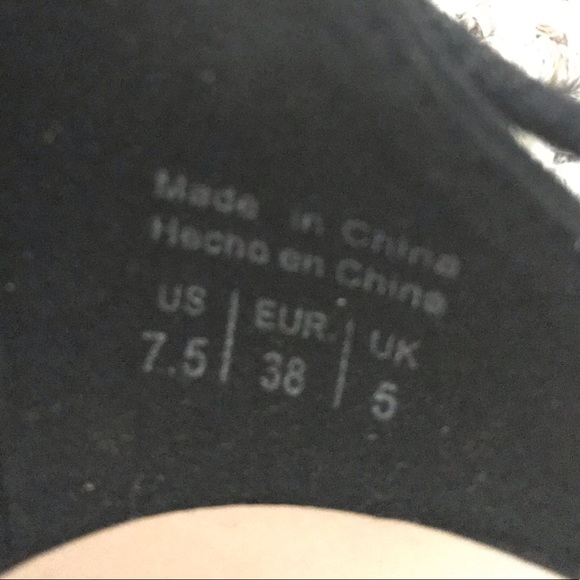 Made in China
Hecho en China
US | EUR. | UK
7.5 | 38 | 5